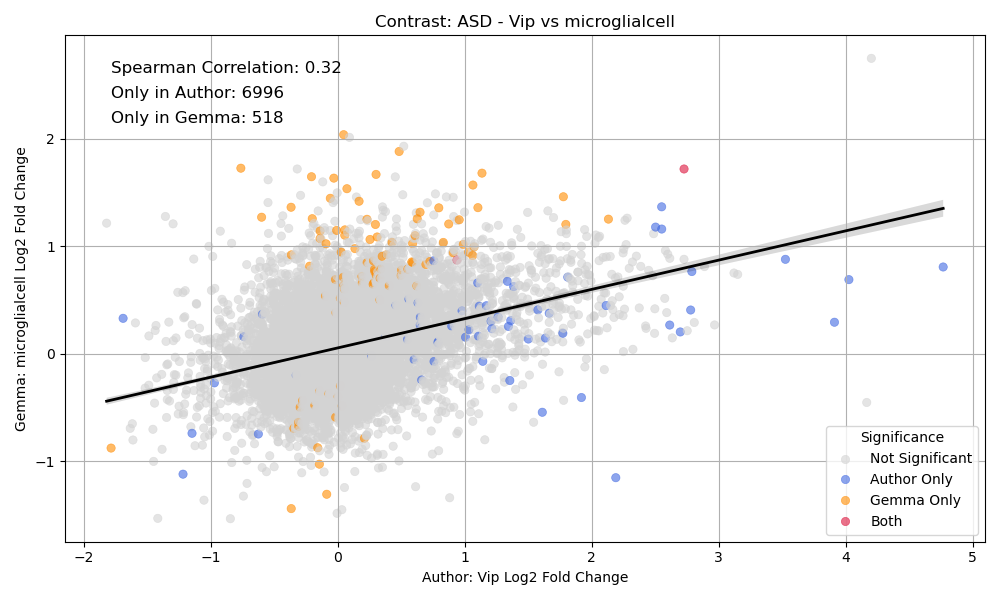 Contrast: ASD - Vip vs microglialcell
Spearman Correlation: 0.32
Only in Author: 6996
Only in Gemma: 518
Gemma: microglialcell Log2 Fold Change
2
1
0
−1
−2
−1
0
1
2
3
4
5
Author: Vip Log2 Fold Change
Significance
Not Significant
Author Only
Gemma Only
Both